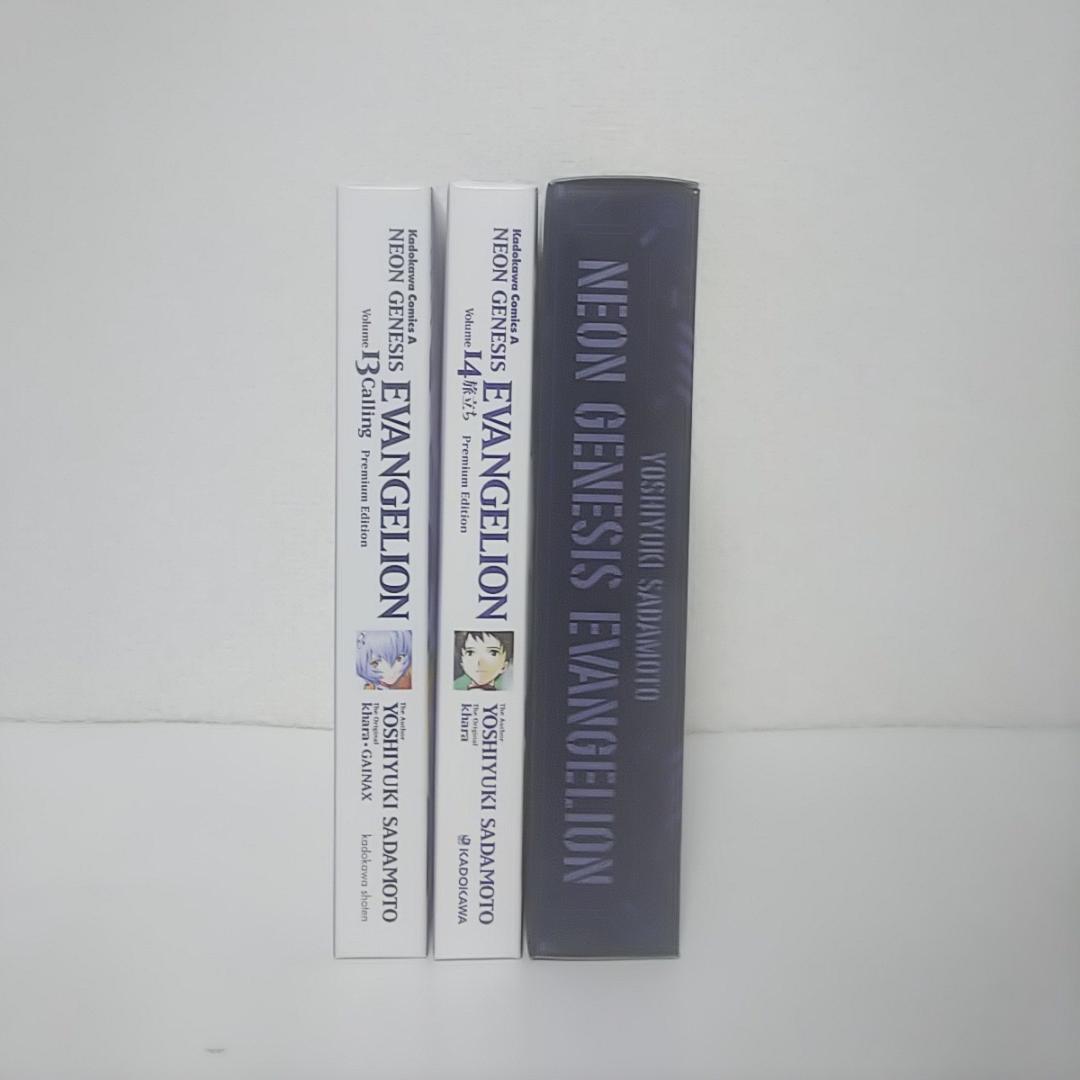 Kadokawa Comics A
NEON GENESIS EVANGELION
Volume 13 Calling Premium Edition
The Author
YOSHIYUKI SADAMOTO
The Original
khara・GAINAX
kadokawa shoten
Kadokawa Comics A
NEON GENESIS EVANGELION
Volume 14 旅立ち Premium Edition
The Author
YOSHIYUKI SADAMOTO
The Original
khara
KADOKAWA
YOSHIYUKI SADAMOTO
NEON GENESIS EVANGELION